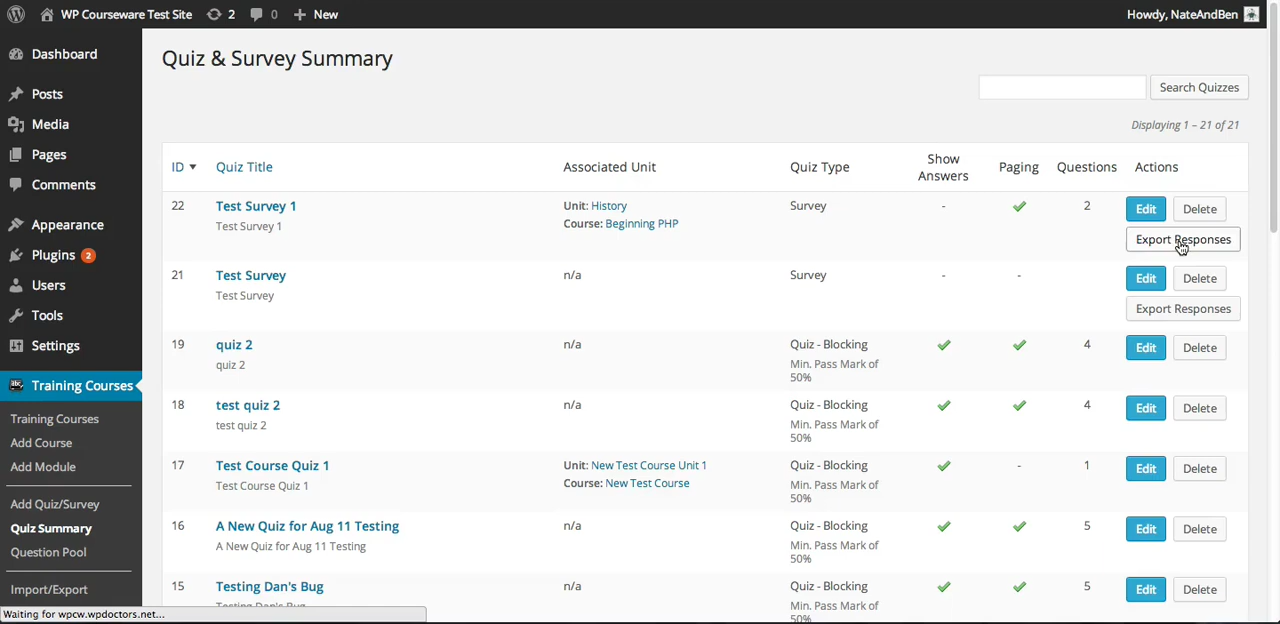 WP Courseware Test Site 2 0 New Howdy, NateAndBen
Dashboard
Posts
Media
Pages
Comments
Appearance
Plugins 2
Users
Tools
Settings
Training Courses
Training Courses
Add Course
Add Module
Add Quiz/Survey
Quiz Summary
Question Pool
Import/Export
Waiting for wpcw.wpdoctors.net...
Quiz & Survey Summary
Search Quizzes
Displaying 1 – 21 of 21
ID Quiz Title Associated Unit Quiz Type Show Answers Paging Questions Actions
22 Test Survey 1 Unit: History Survey - 2 Edit Delete
Test Survey 1 Course: Beginning PHP Export Responses
21 Test Survey n/a Survey - - Edit Delete
Test Survey Export Responses
19 quiz 2 n/a Quiz - Blocking 4 Edit Delete
quiz 2 Min. Pass Mark of
50%
18 test quiz 2 n/a Quiz - Blocking 4 Edit Delete
test quiz 2 Min. Pass Mark of
50%
17 Test Course Quiz 1 Unit: New Test Course Unit 1 Quiz - Blocking - 1 Edit Delete
Test Course Quiz 1 Course: New Test Course Min. Pass Mark of
50%
16 A New Quiz for Aug 11 Testing n/a Quiz - Blocking 5 Edit Delete
A New Quiz for Aug 11 Testing Min. Pass Mark of
50%
15 Testing Dan's Bug n/a Quiz - Blocking 5 Edit Delete
Testing Dan's Bug Min. Pass Mark of
50%